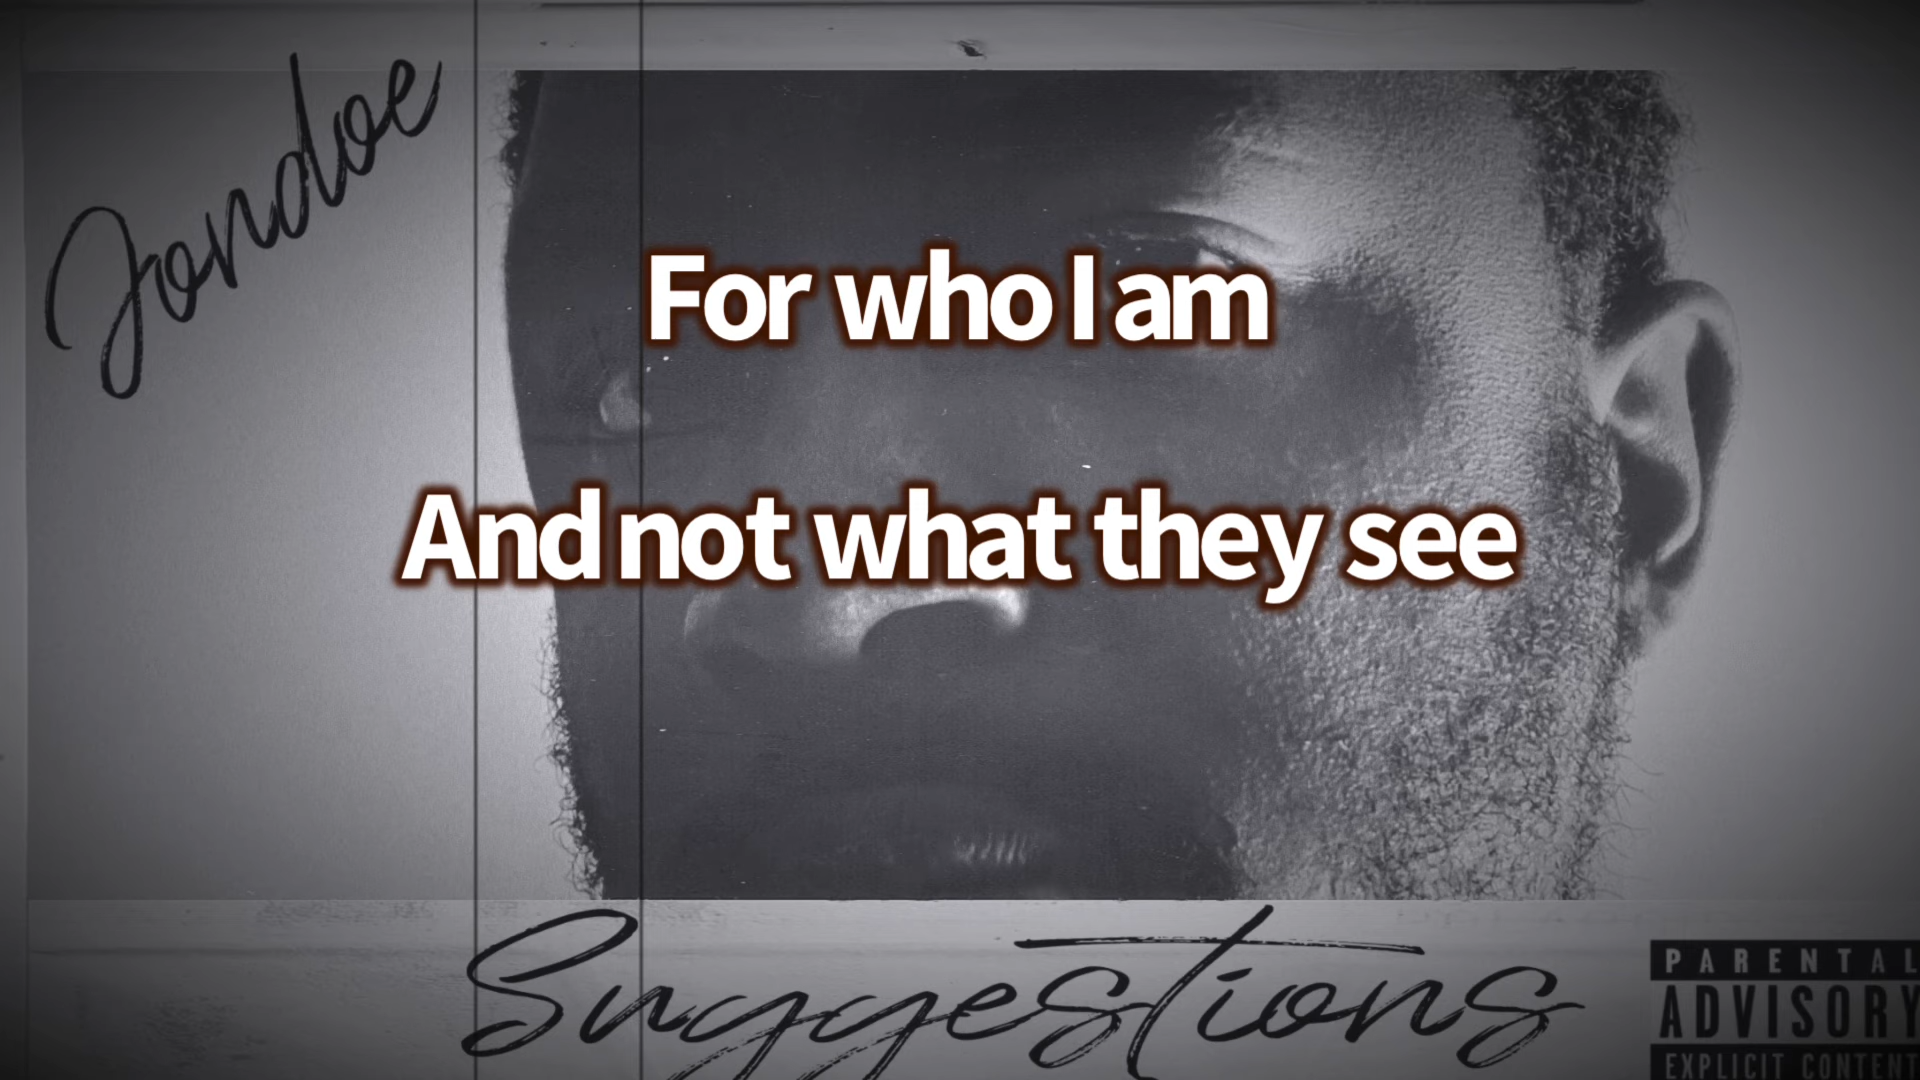 Jondoe
For who I am
And not what they see
Suggestions
PARENTAL
ADVISORY
EXPLICIT CONTENT